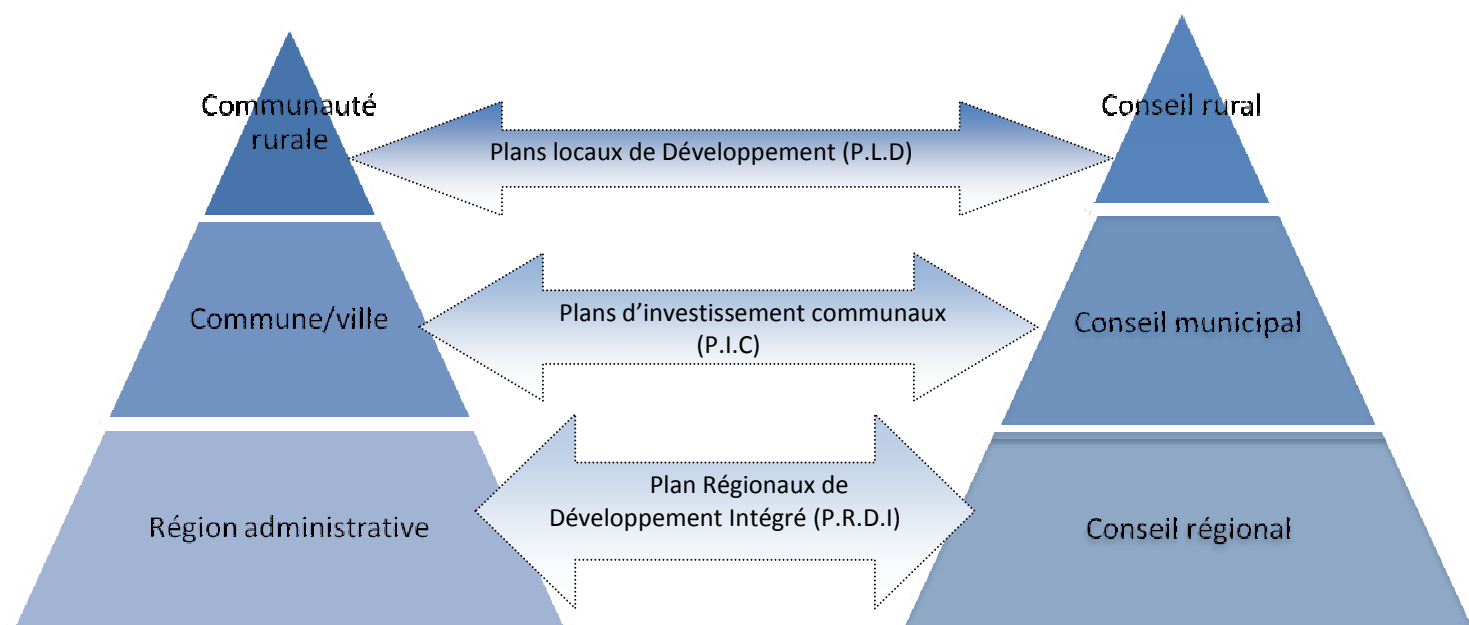 Communauté
rurale
Plans locaux de Développement (P.L.D)
Conseil rural
Commune/ville
Plans d’investissement communaux
(P.I.C)
Conseil municipal
Région administrative
Plan Régionaux de
Développement Intégré (P.R.D.I)
Conseil régional